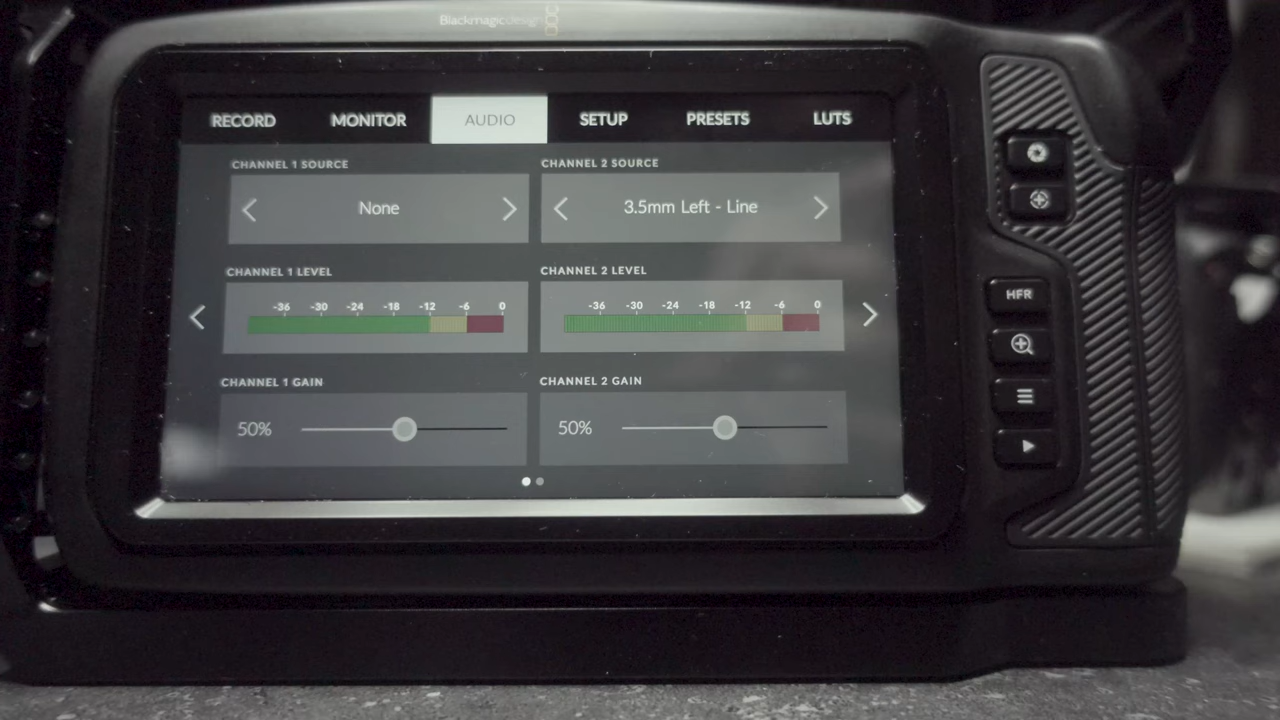 Blackmagicdesign
RECORD MONITOR AUDIO SETUP PRESETS LUTS
CHANNEL 1 SOURCE CHANNEL 2 SOURCE
None 3.5mm Left - Line
CHANNEL 1 LEVEL CHANNEL 2 LEVEL
-36 -30 -24 -18 -12 -6 0 -36 -30 -24 -18 -12 -6 0
CHANNEL 1 GAIN CHANNEL 2 GAIN
50% 50%
HFR